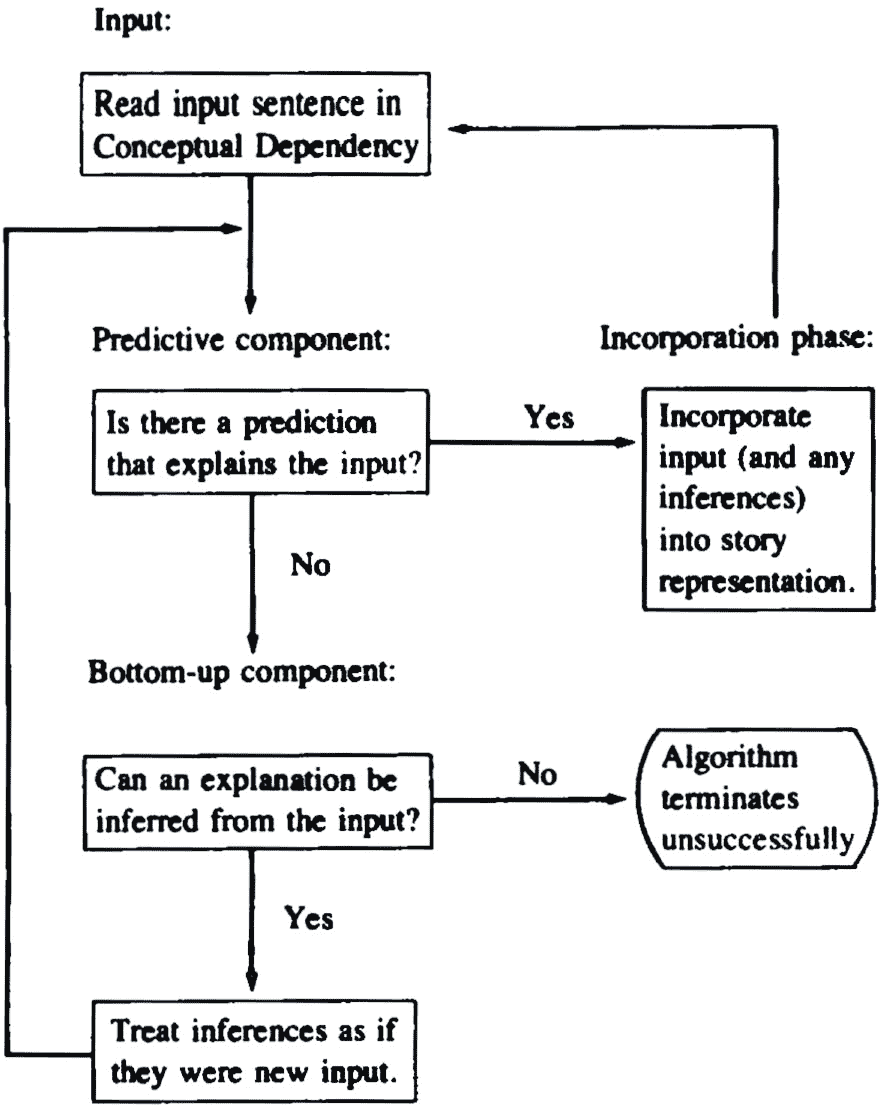 Input:
Read input sentence in
Conceptual Dependency
Predictive component:
Is there a prediction
that explains the input?
Yes
Incorporation phase:
Incorporate
input (and any
inferences)
into story
representation.
No
Bottom-up component:
Can an explanation be
inferred from the input?
No
Algorithm
terminates
unsuccessfully
Yes
Treat inferences as if
they were new input.